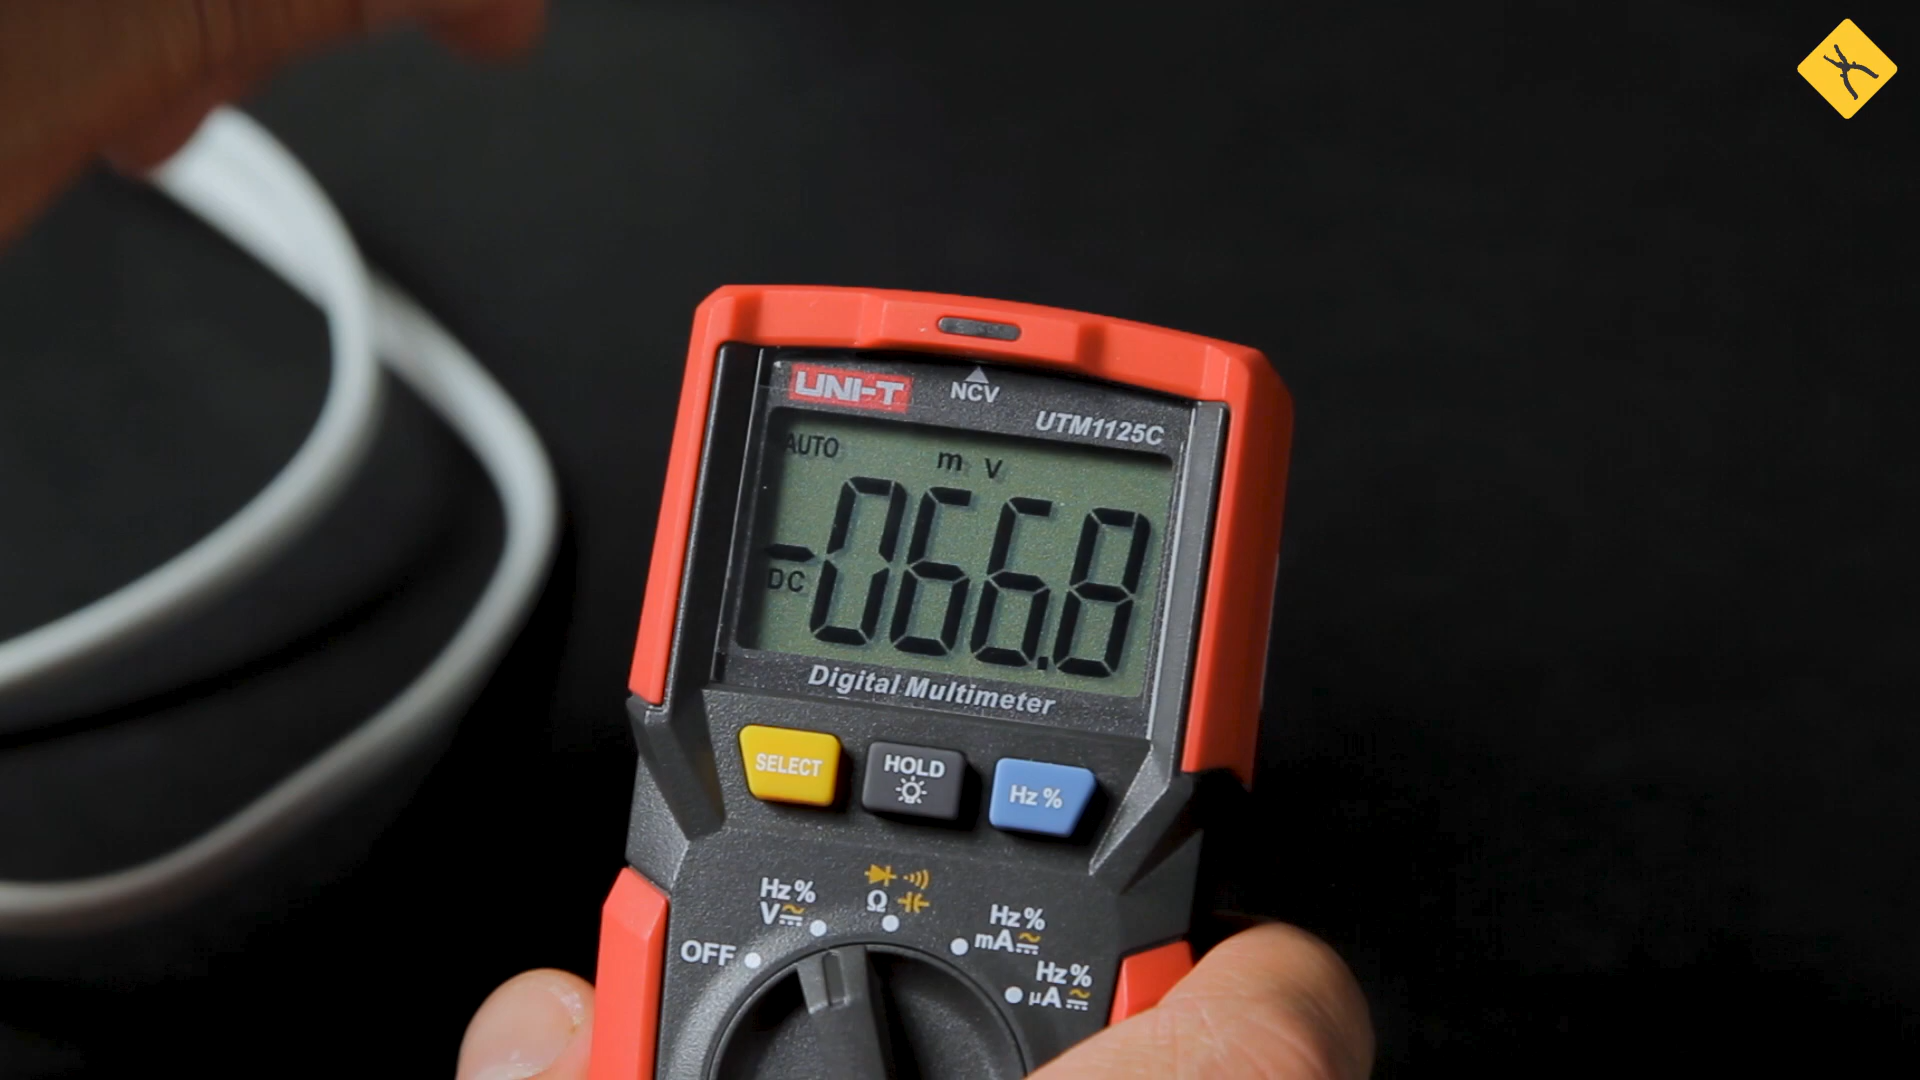 UNI-T
NCV
UTM1125C
AUTO
m V
-066.8
DC
Digital Multimeter
SELECT
HOLD
Hz %
Hz%
V
Ω
Hz%
mA
Hz%
μA
OFF